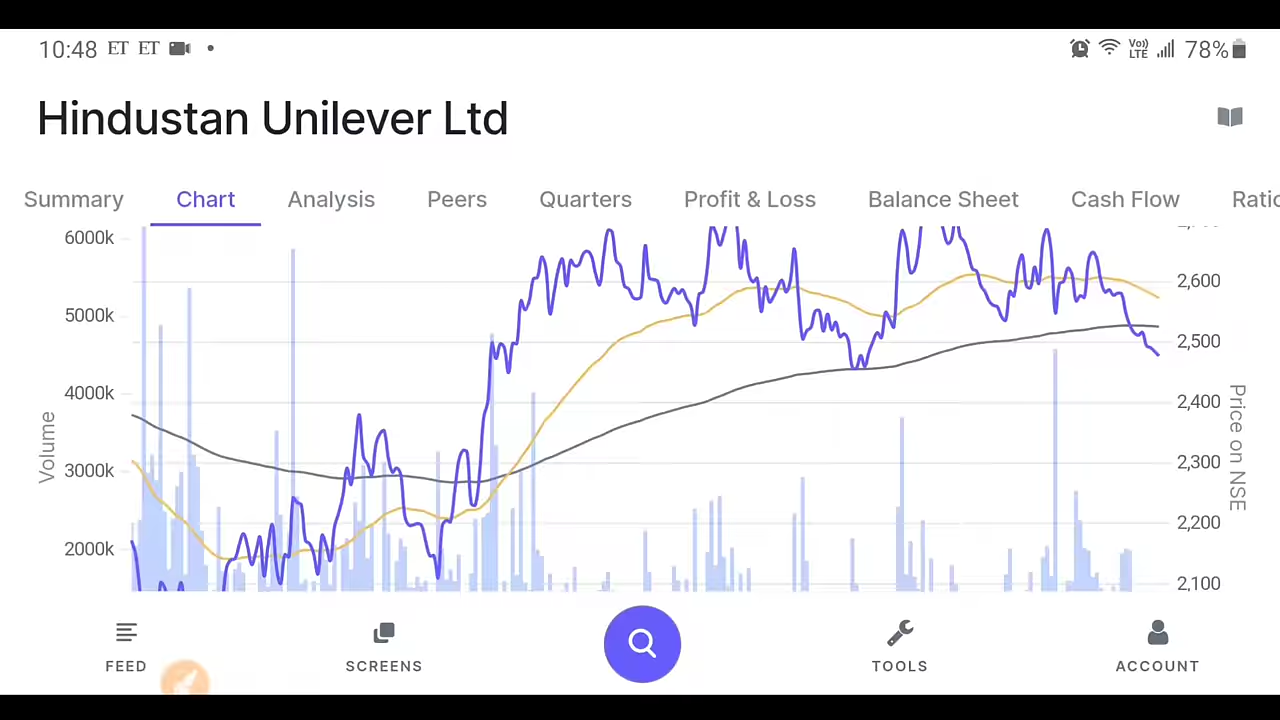 10:48 ET ET
Vo)) LTE 78%
Hindustan Unilever Ltd
Summary Chart Analysis Peers Quarters Profit & Loss Balance Sheet Cash Flow Ratio
6000k
5000k
4000k
3000k
2000k
Volume
2,600
2,500
2,400
2,300
2,200
2,100
Price on NSE
FEED SCREENS TOOLS ACCOUNT